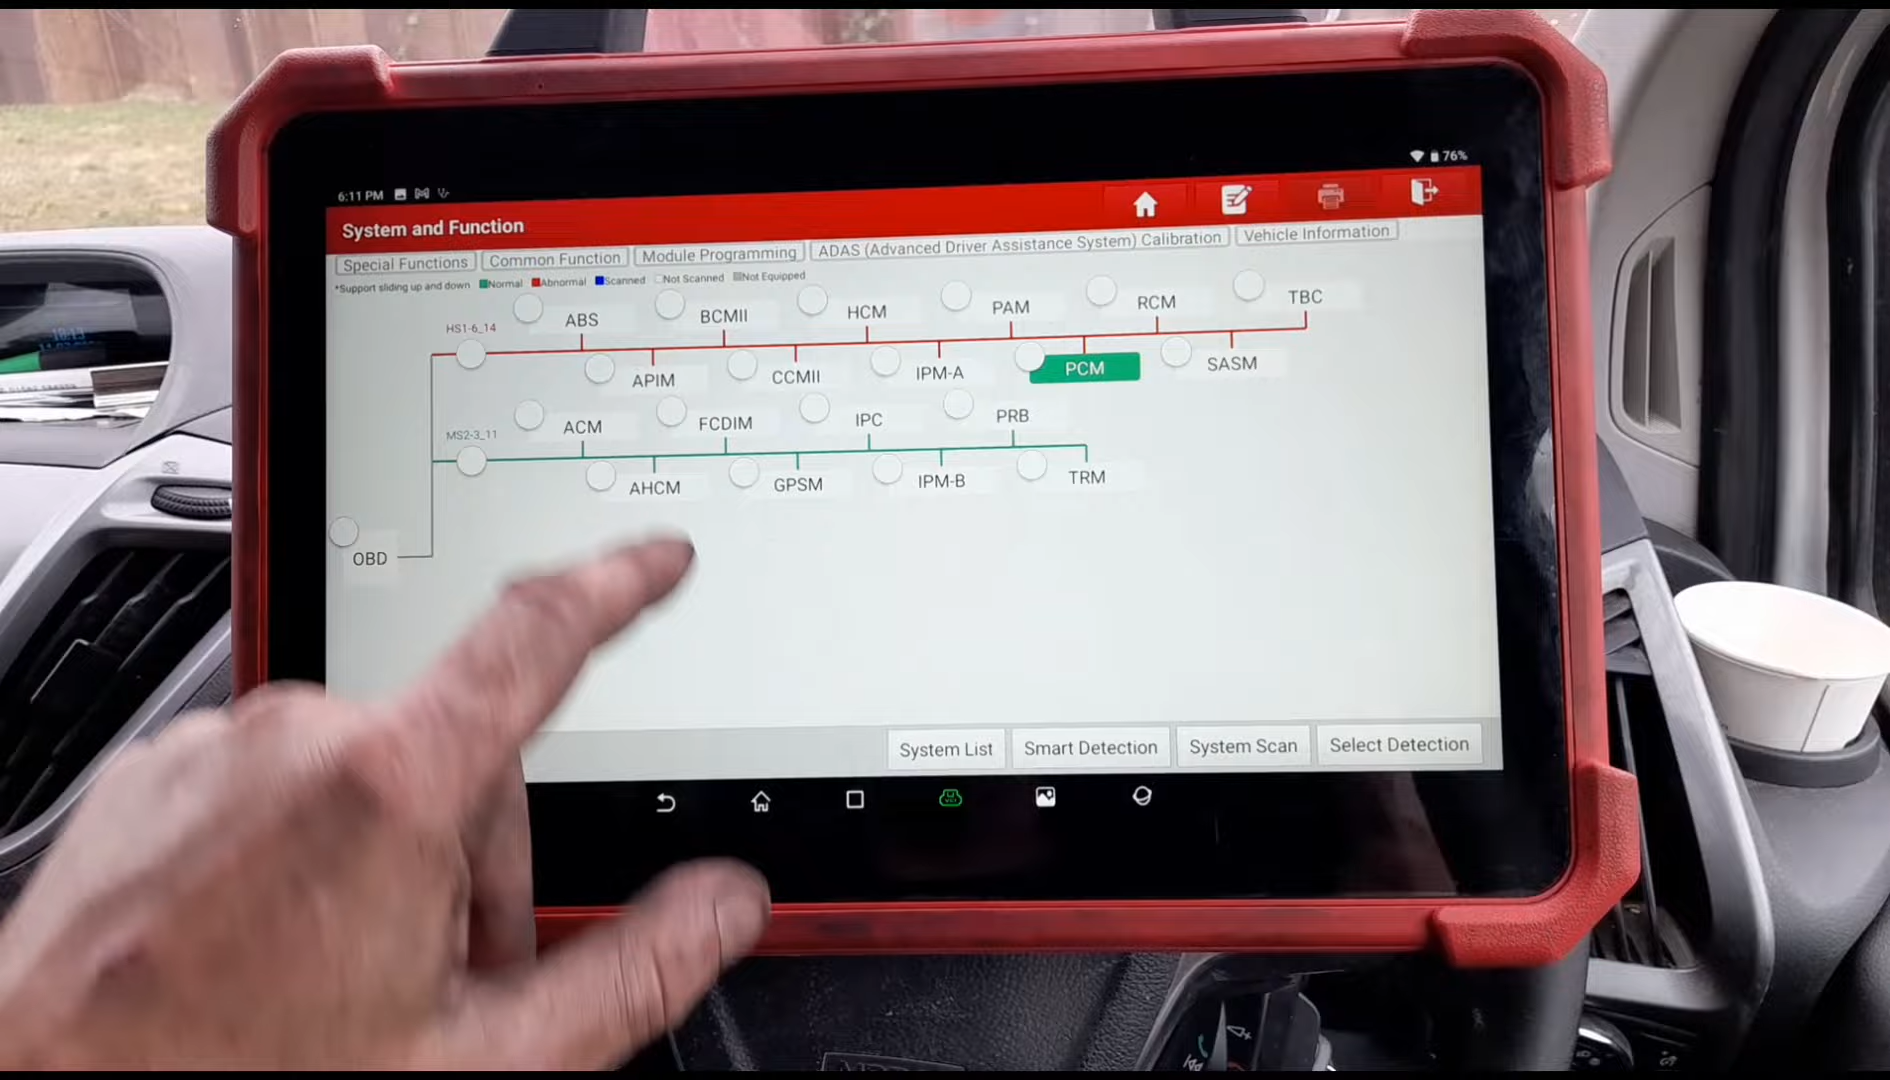 6:11 PM
76%
System and Function
Special Functions Common Function Module Programming ADAS (Advanced Driver Assistance System) Calibration Vehicle Information
*Support sliding up and down Normal Abnormal Scanned Not Scanned Not Equipped
HS1-6_14
ABS BCMII HCM PAM RCM TBC
APIM CCMII IPM-A PCM SASM
MS2-3_11
ACM FCDIM IPC PRB
AHCM GPSM IPM-B TRM
OBD
System List Smart Detection System Scan Select Detection
VCI